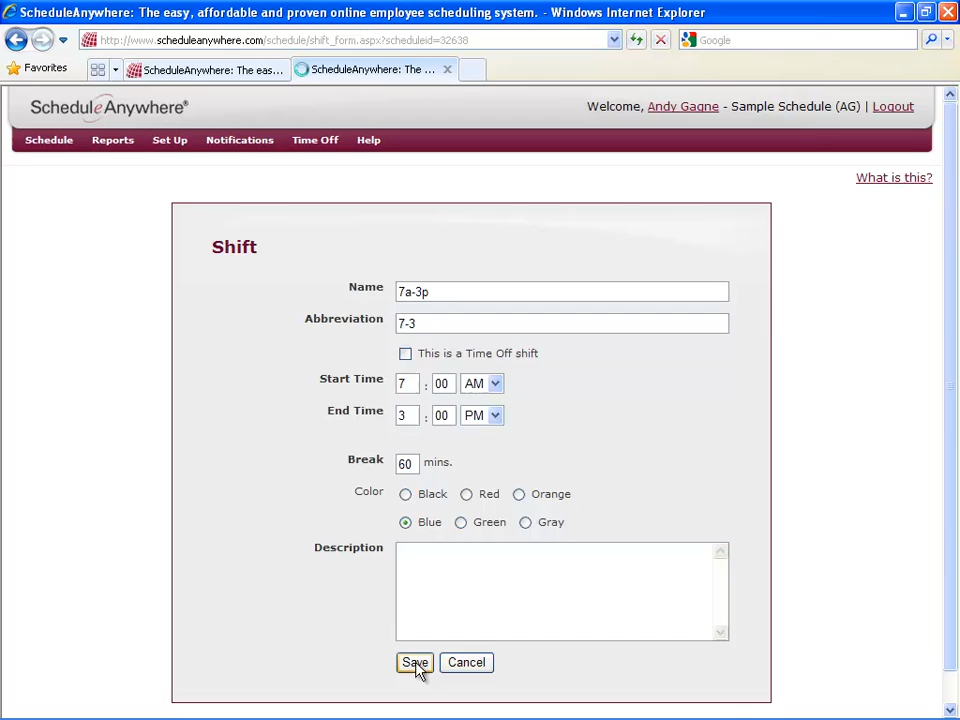 ScheduleAnywhere: The easy, affordable and proven online employee scheduling system. - Windows Internet Explorer
http://www.scheduleanywhere.com/schedule/shift_form.aspx?scheduleid=32638
Google
Favorites
ScheduleAnywhere: The eas...
ScheduleAnywhere: The ...
ScheduleAnywhere®
Welcome, Andy Gagne - Sample Schedule (AG) | Logout
Schedule Reports Set Up Notifications Time Off Help
What is this?
Shift
Name 7a-3p
Abbreviation 7-3
This is a Time Off shift
Start Time 7 : 00 AM
End Time 3 : 00 PM
Break 60 mins.
Color Black Red Orange
Blue Green Gray
Description
Save Cancel